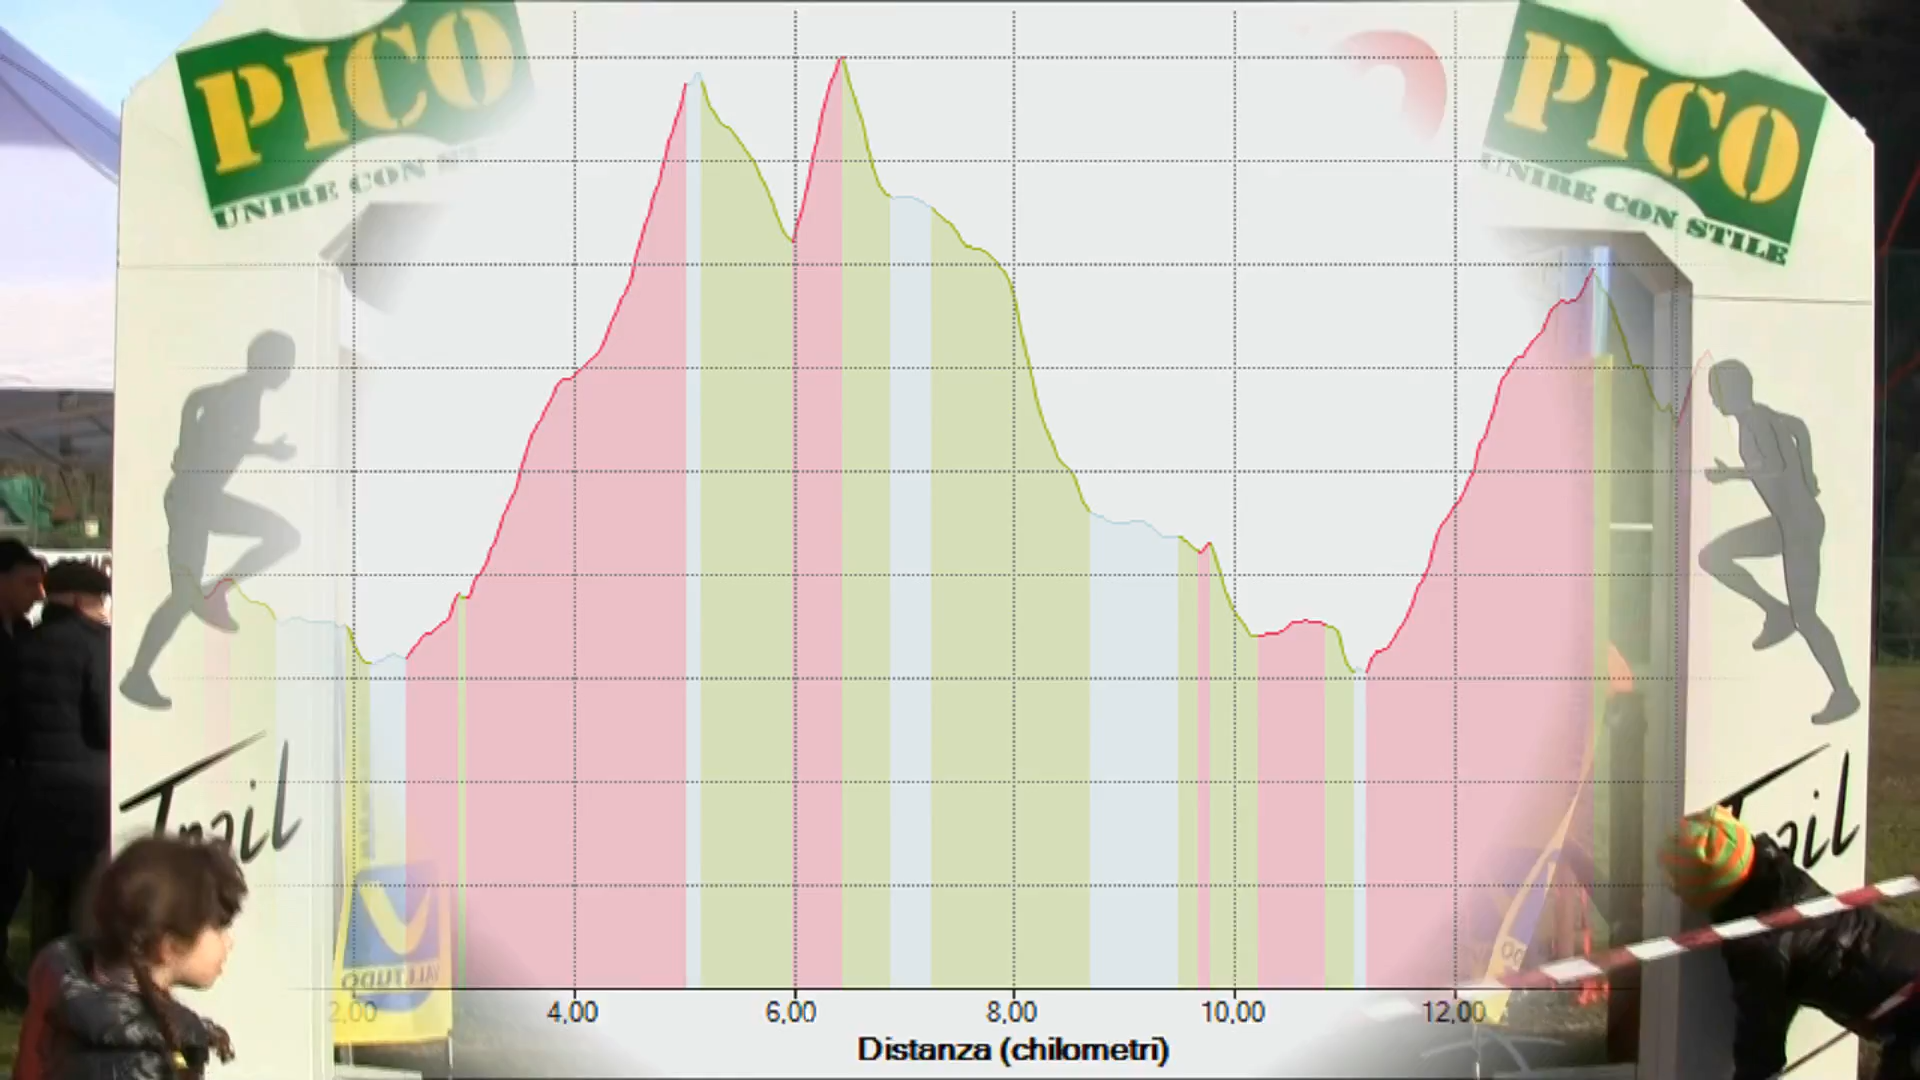 PICO
UNIRE CON
PICO
UNIRE CON STILE
Trail
Trail
2,00
4,00
6,00
8,00
10,00
12,00
Distanza (chilometri)